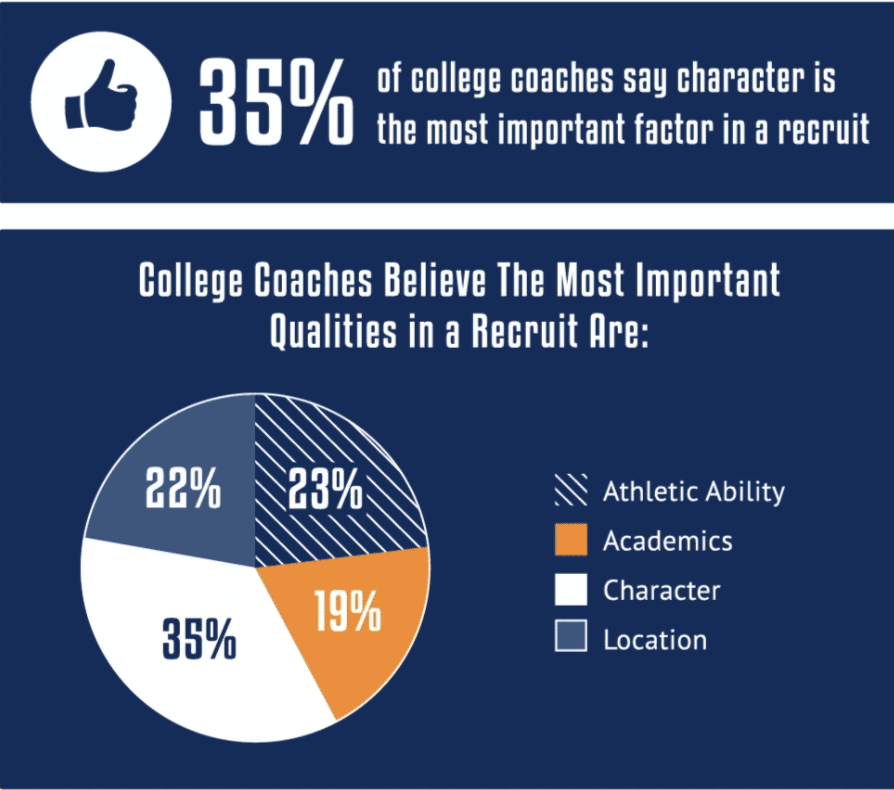 35%
of college coaches say character is
the most important factor in a recruit
College Coaches Believe The Most Important
Qualities in a Recruit Are:
22%
23%
19%
35%
Athletic Ability
Academics
Character
Location